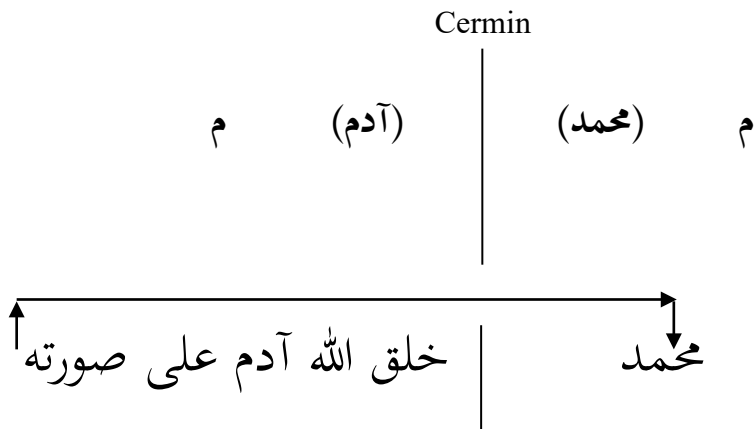 Cermin
م (محمد) (آدم) م
محمد خلق الله آدم على صورته